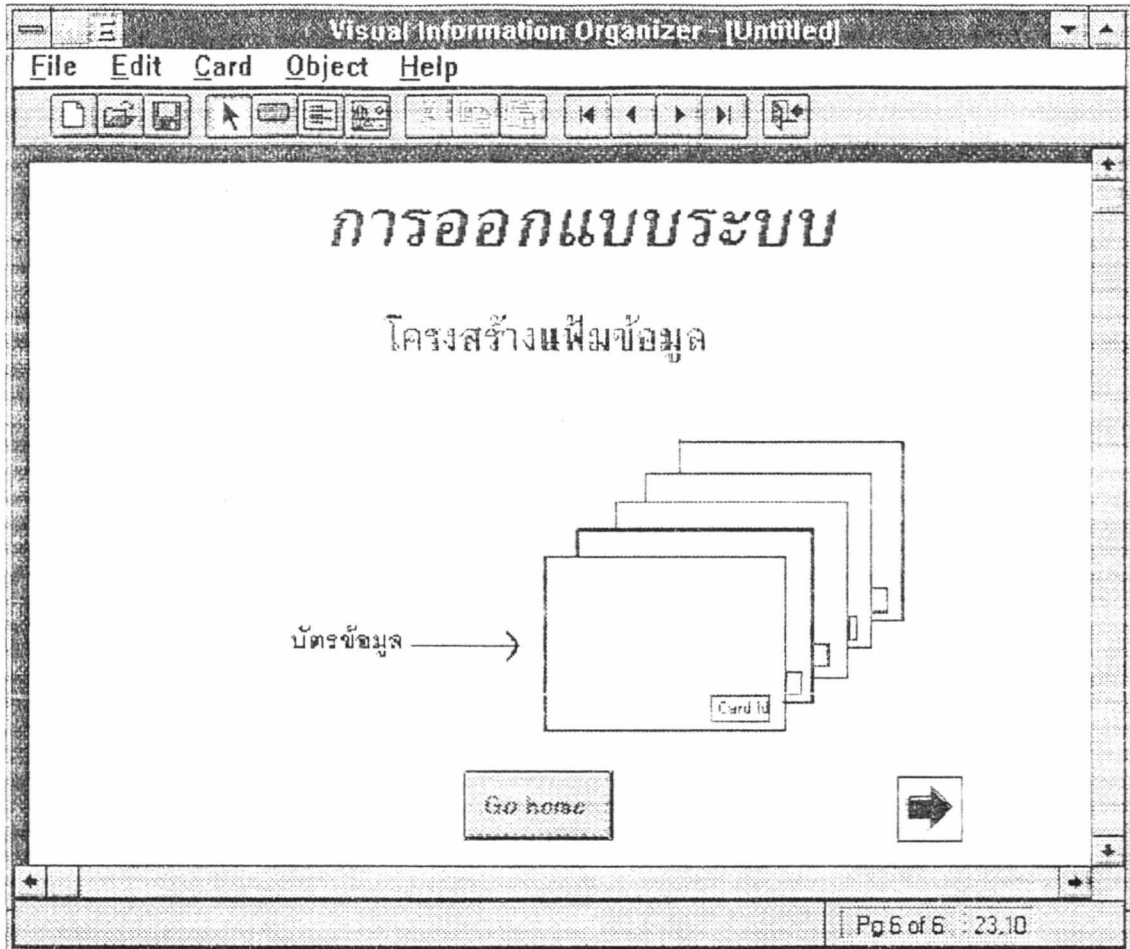 Visual Information Organizer - [Untitled]
File Edit Card Object Help
การออกแบบระบบ
โครงสร้างแฟ้มข้อมูล
บัตรข้อมูล
Card Id
Go home
Pg 6 of 6 23,10